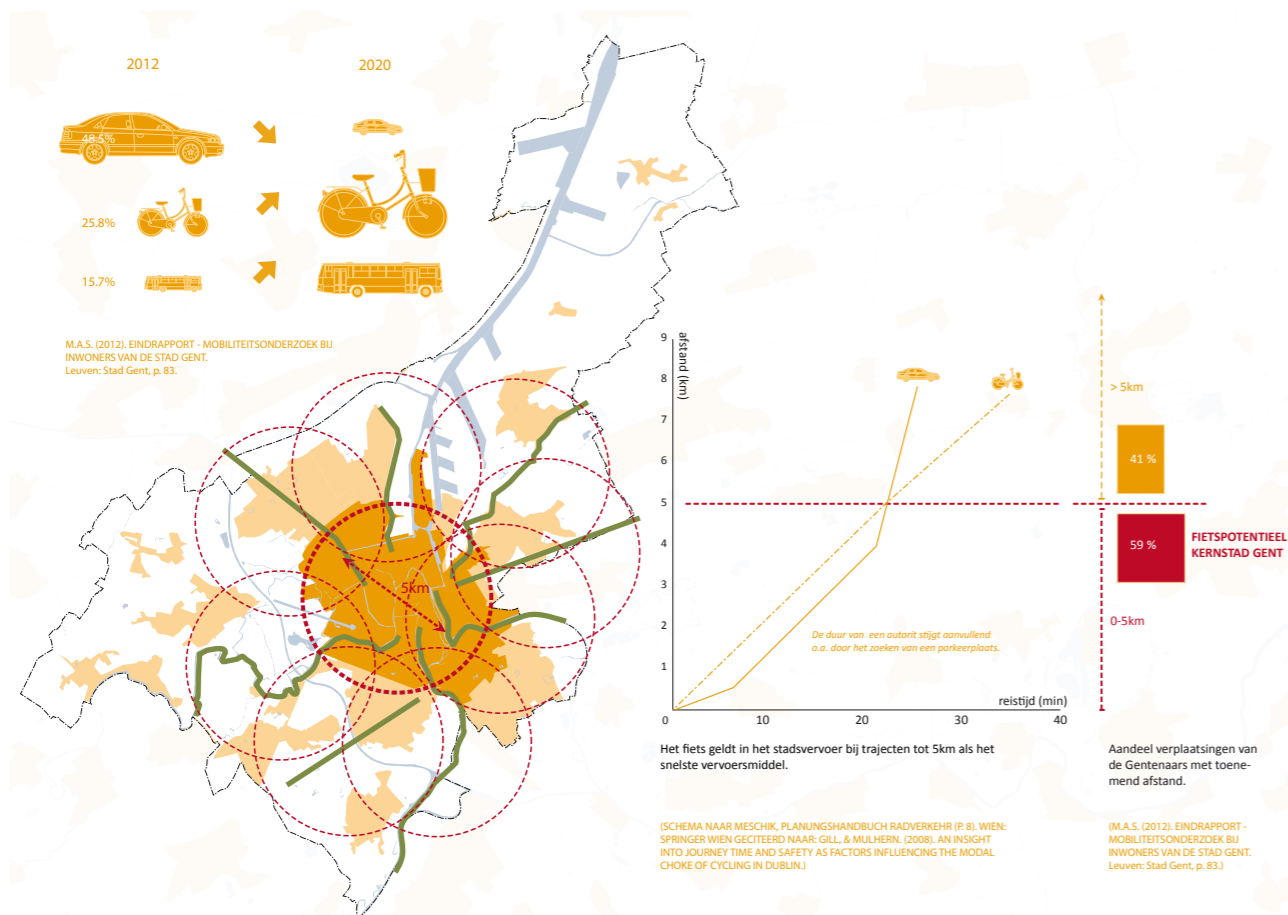 2012
2020
48.5%
25.8%
15.7%
M.A.S. (2012). EINDRAPPORT - MOBILITEITSONDERZOEK BIJ
INWONERS VAN DE STAD GENT.
Leuven: Stad Gent, p. 83.
5km
afstand (km)
9
8
7
6
5
4
3
2
1
0
10
20
30
40
reistijd (min)
De duur van een autorit stijgt aanvullend
o.a. door het zoeken van een parkeerplaats.
> 5km
41 %
59 %
FIETSPOTENTIEEL
KERNSTAD GENT
0-5km
Het fiets geldt in het stadsvervoer bij trajecten tot 5km als het
snelste vervoersmiddel.
Aandeel verplaatsingen van
de Gentenaars met toene-
mend afstand.
(SCHEMA NAAR MESCHIK, PLANUNGSHANDBUCH RADVERKEHR (P. 8). WIEN:
SPRINGER WIEN GECITEERD NAAR: GILL, & MULHERN. (2008). AN INSIGHT
INTO JOURNEY TIME AND SAFETY AS FACTORS INFLUENCING THE MODAL
CHOKE OF CYCLING IN DUBLIN.)
(M.A.S. (2012). EINDRAPPORT -
MOBILITEITSONDERZOEK BIJ
INWONERS VAN DE STAD GENT.
Leuven: Stad Gent, p. 83.)